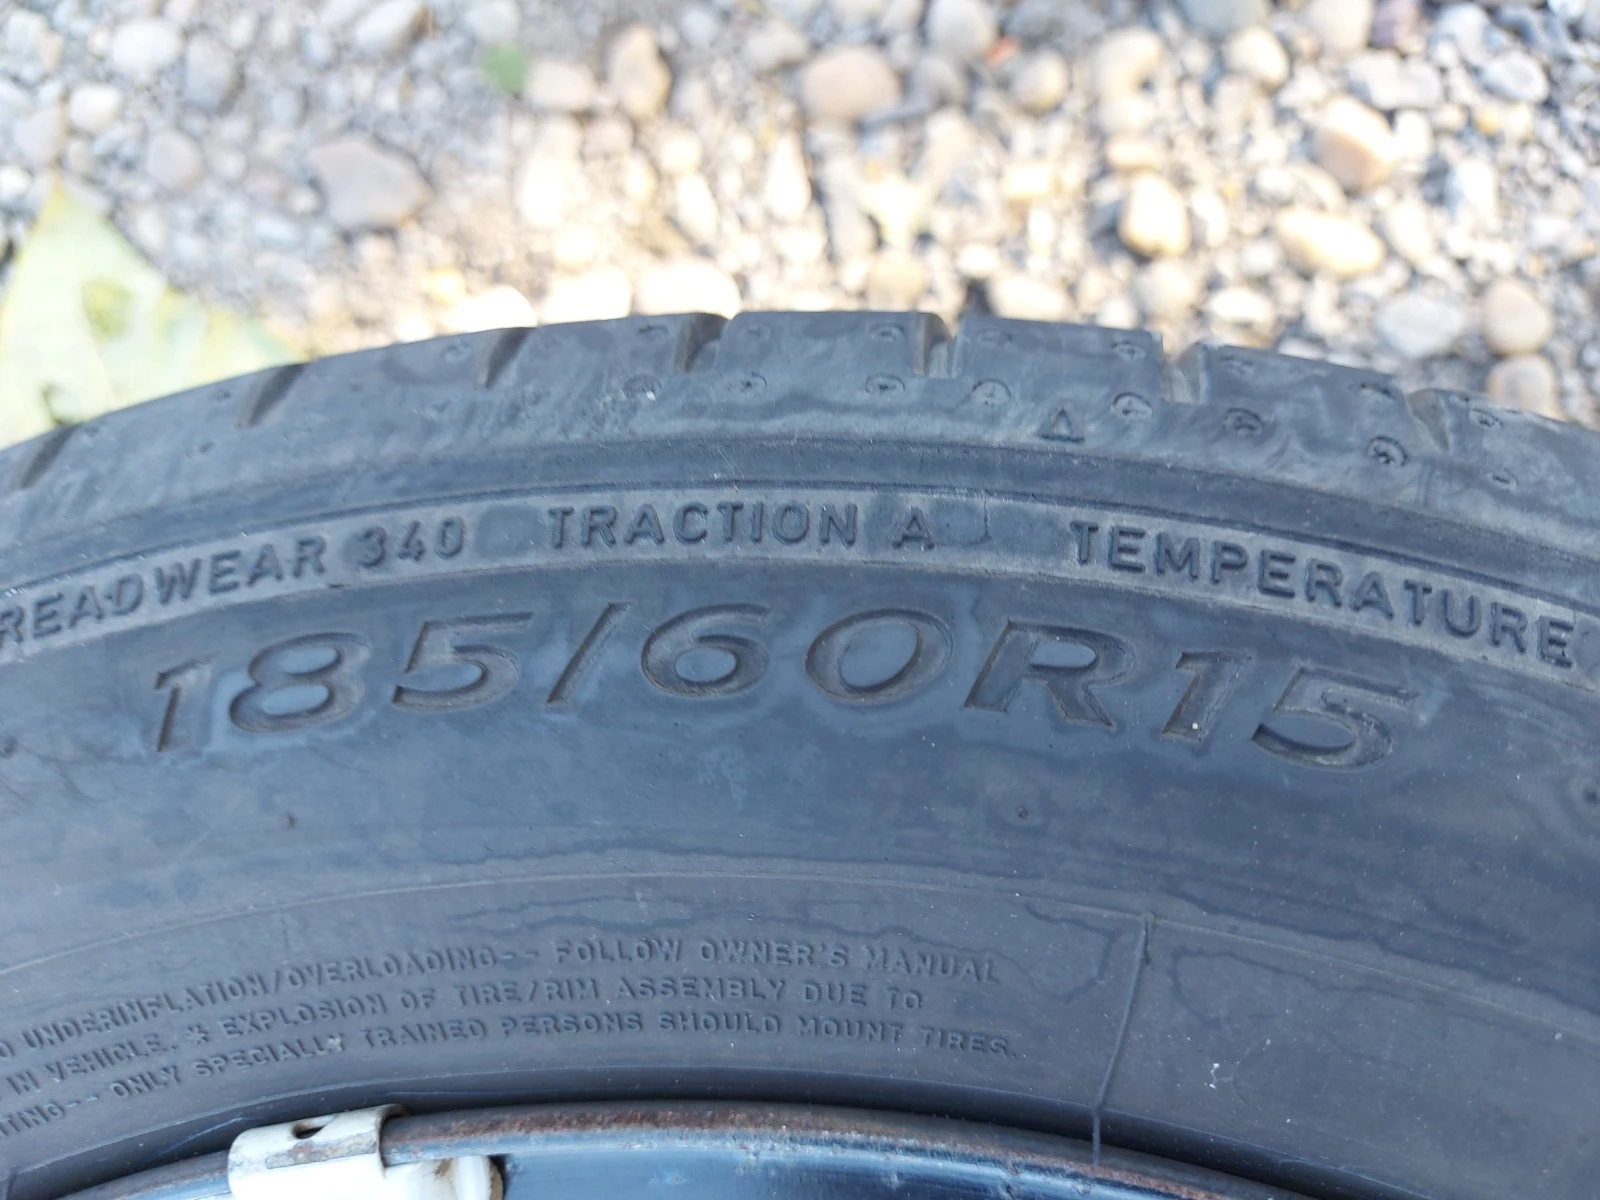 READWEAR 340 TRACTION A TEMPERATURE
185/60R15
O UNDERINFLATION/OVERLOADING-- FOLLOW OWNER'S MANUAL
IN VEHICLE. * EXPLOSION OF TIRE/RIM ASSEMBLY DUE TO
TING-- ONLY SPECIALLY TRAINED PERSONS SHOULD MOUNT TIRES.